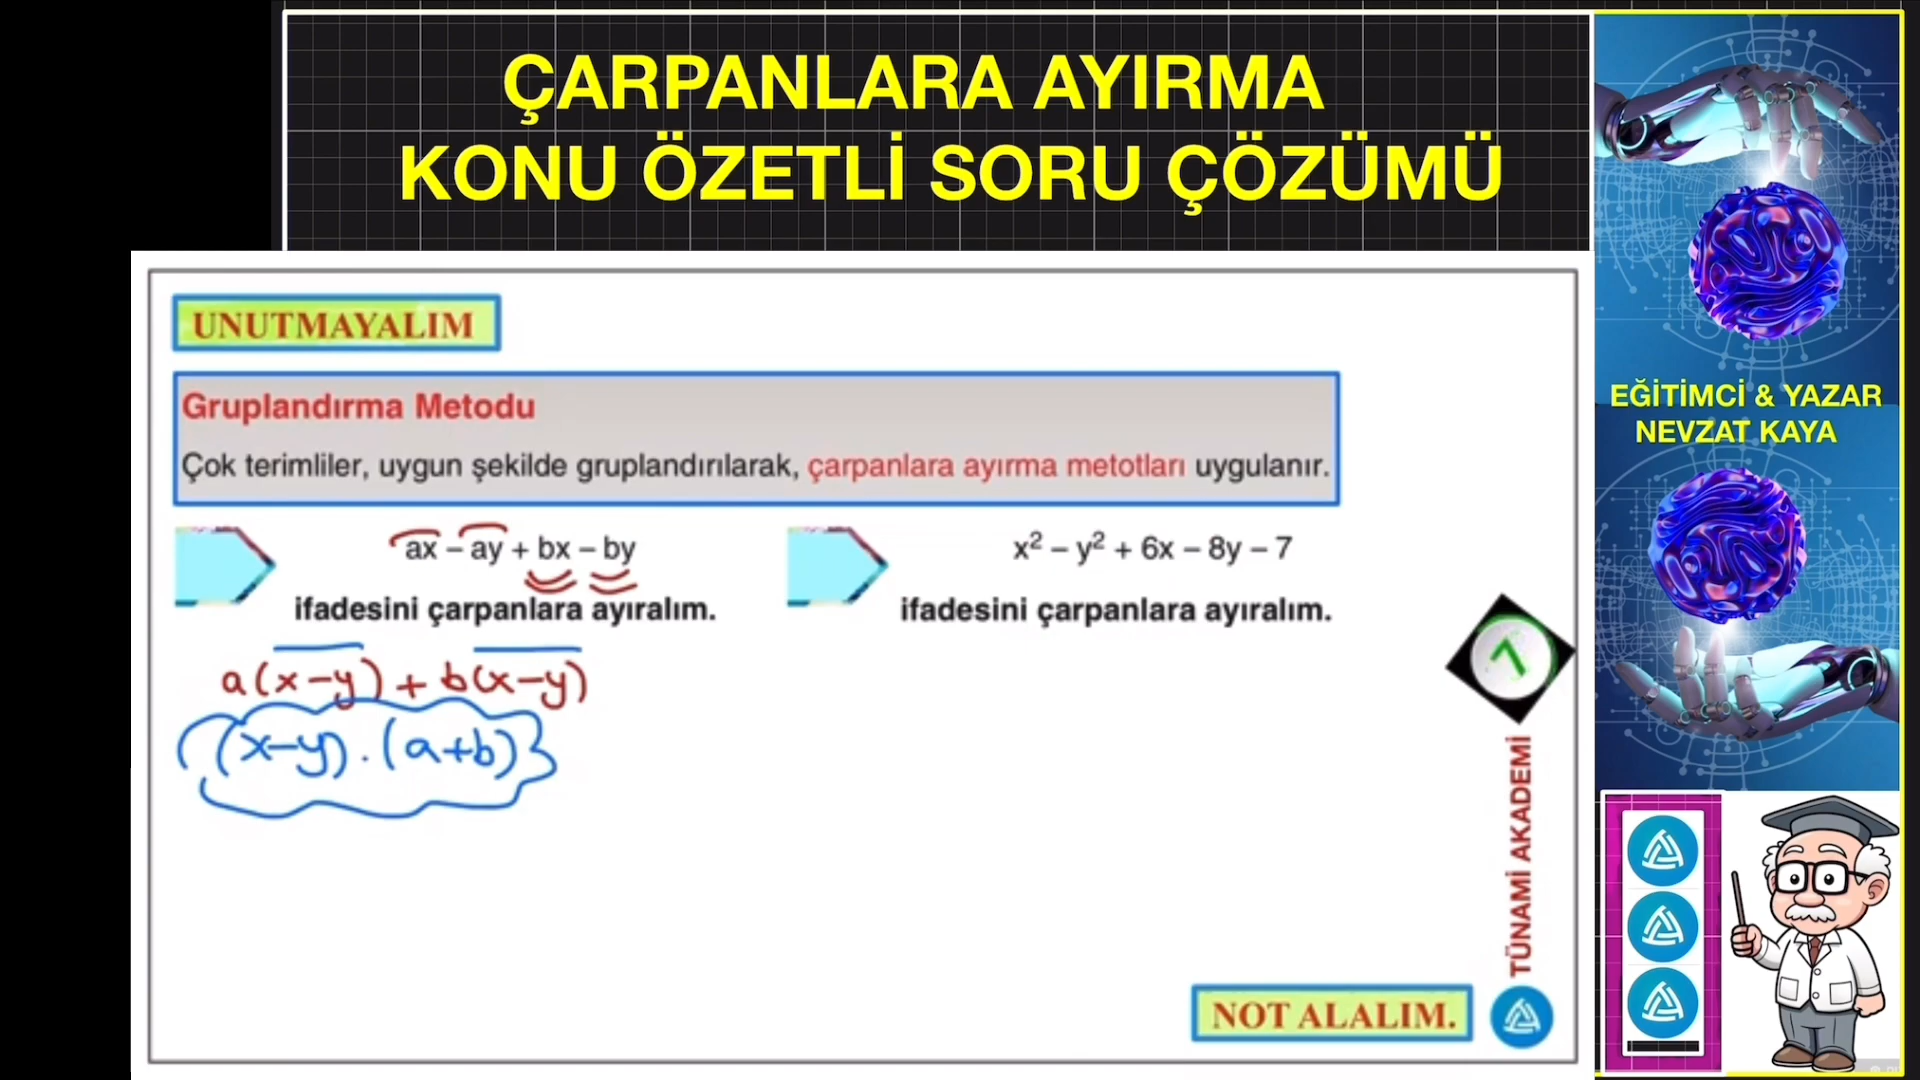 ÇARPANLARA AYIRMA
KONU ÖZETLİ SORU ÇÖZÜMÜ
UNUTMAYALIM
Gruplandırma Metodu
Çok terimliler, uygun şekilde gruplandırılarak, çarpanlara ayırma metotları uygulanır.
ax – ay + bx – by
ifadesini çarpanlara ayıralım.
a(x–y) + b(x–y)
(x–y).(a+b)
x² – y² + 6x – 8y – 7
ifadesini çarpanlara ayıralım.
7
TÜNAMİ AKADEMİ
NOT ALALIM.
EĞİTİMCİ & YAZAR
NEVZAT KAYA